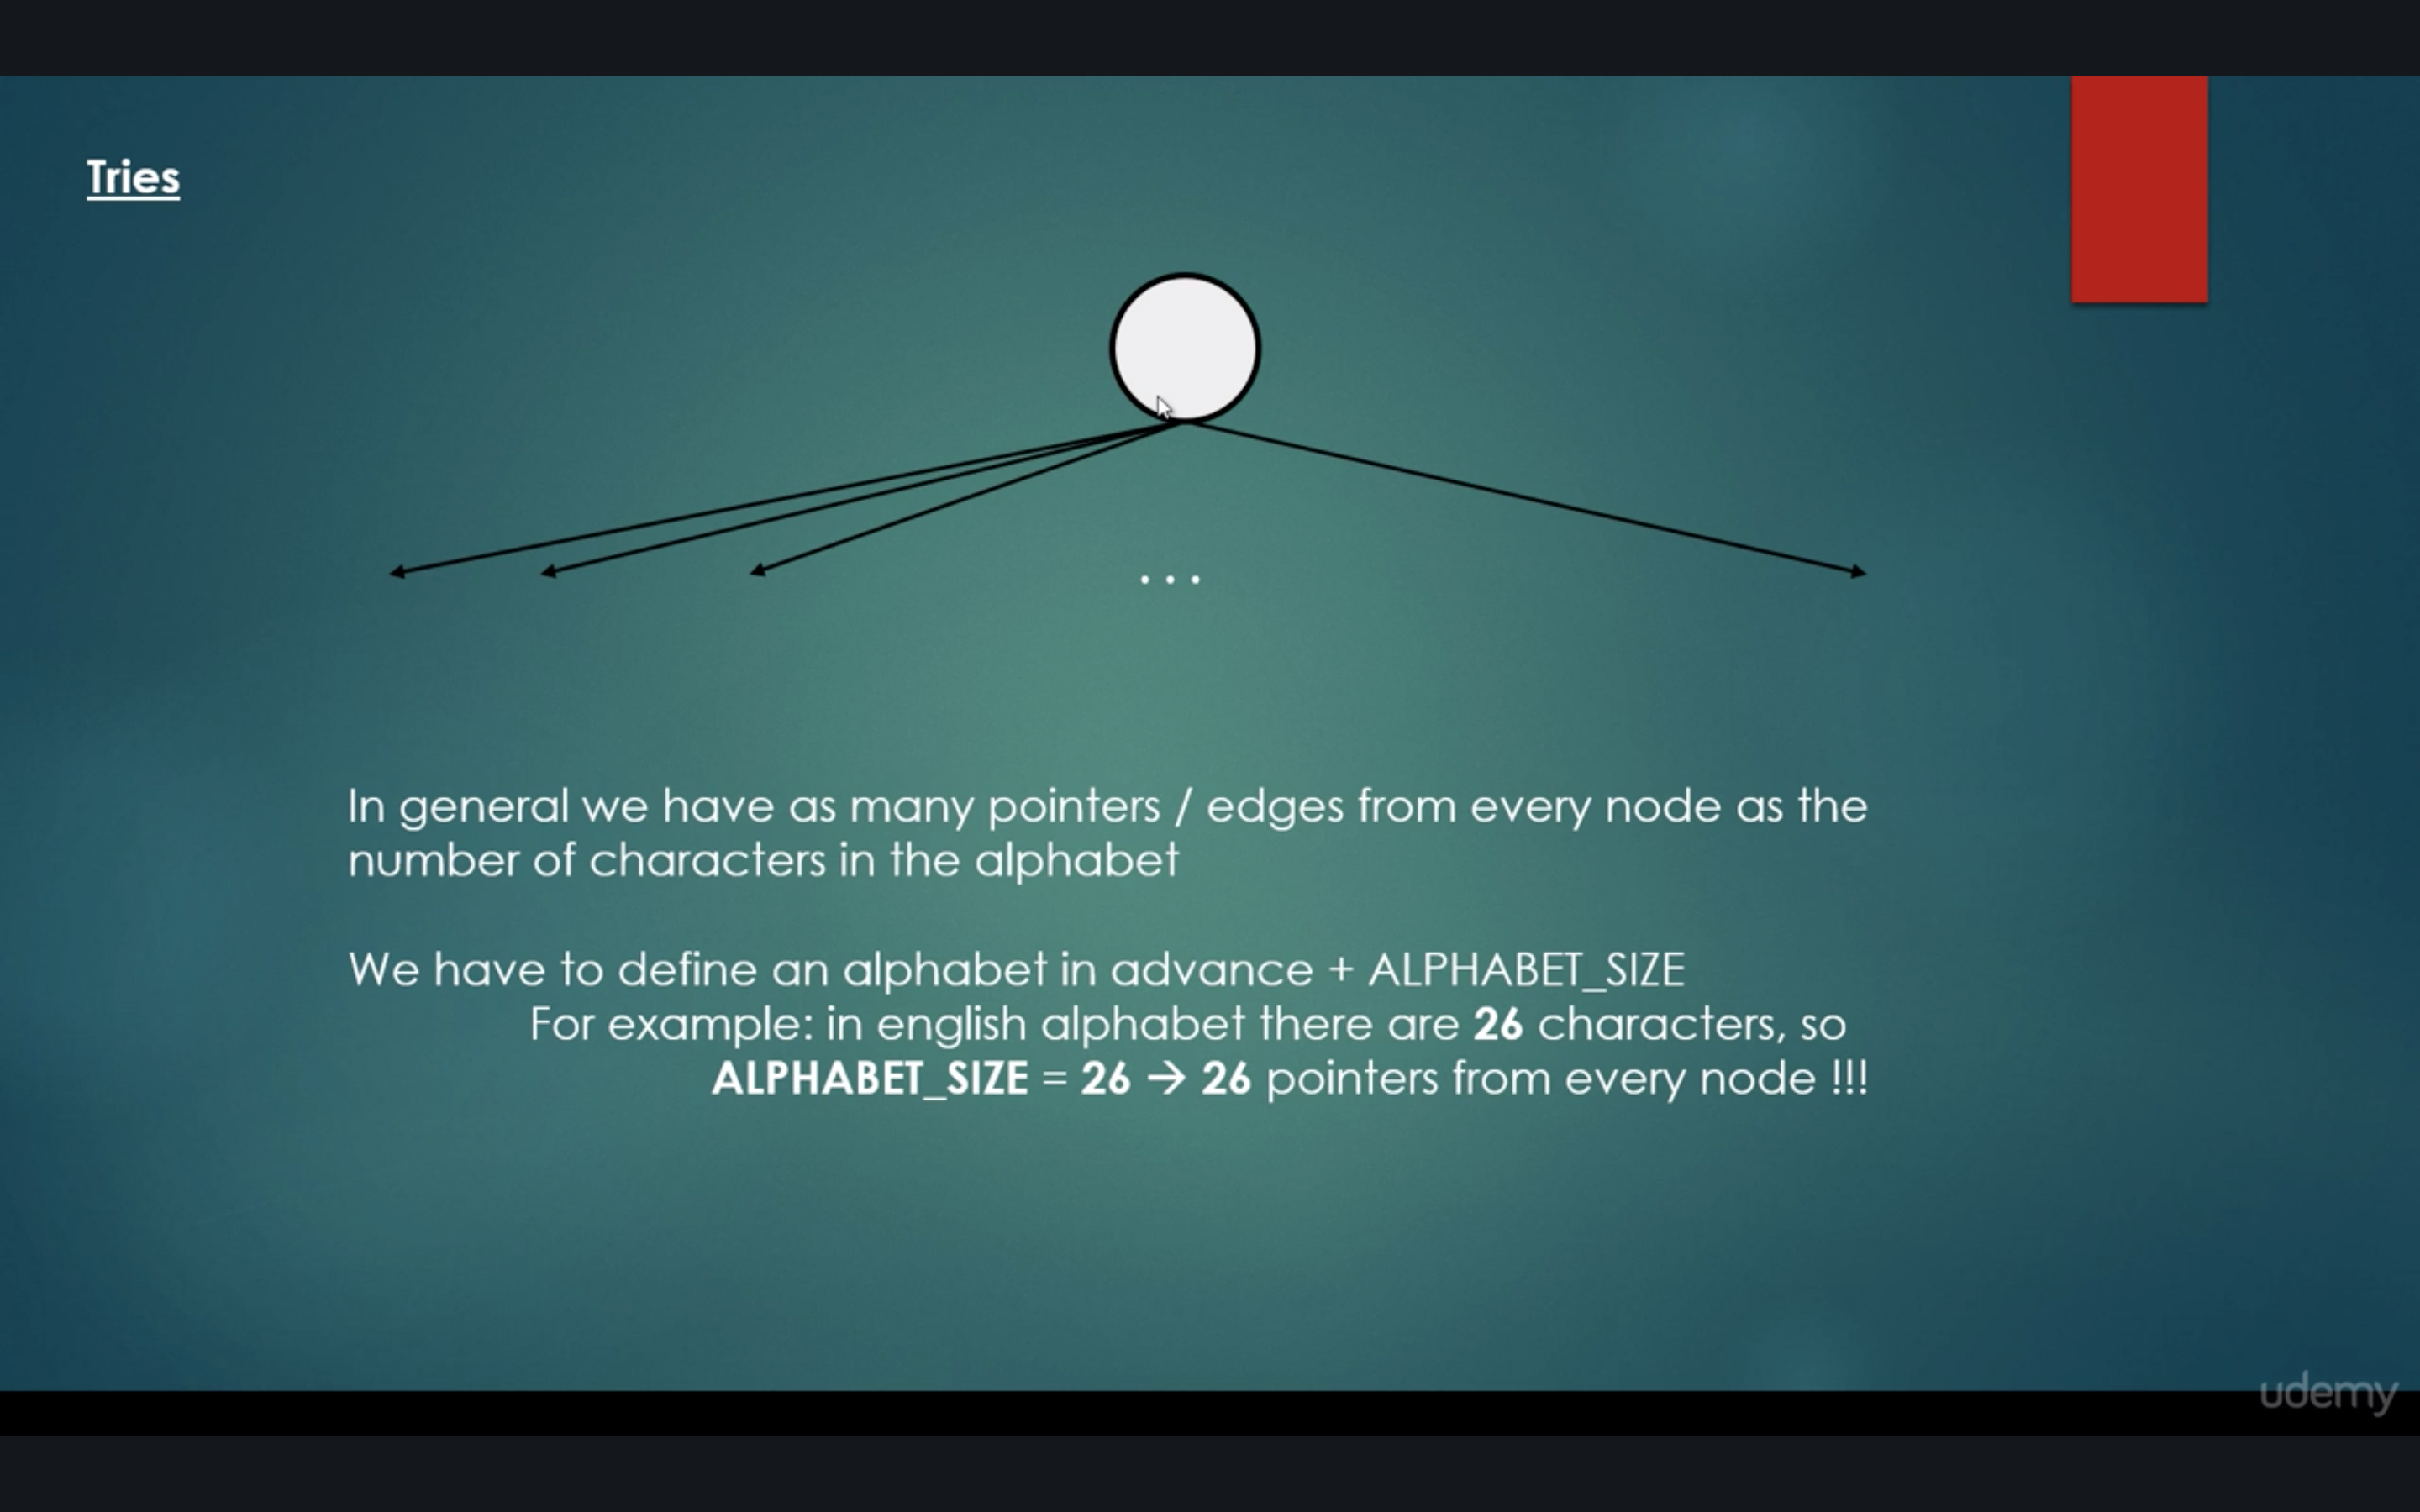 Tries
...
In general we have as many pointers / edges from every node as the
number of characters in the alphabet
We have to define an alphabet in advance + ALPHABET_SIZE
For example: in english alphabet there are 26 characters, so
ALPHABET_SIZE = 26 → 26 pointers from every node !!!
udemy